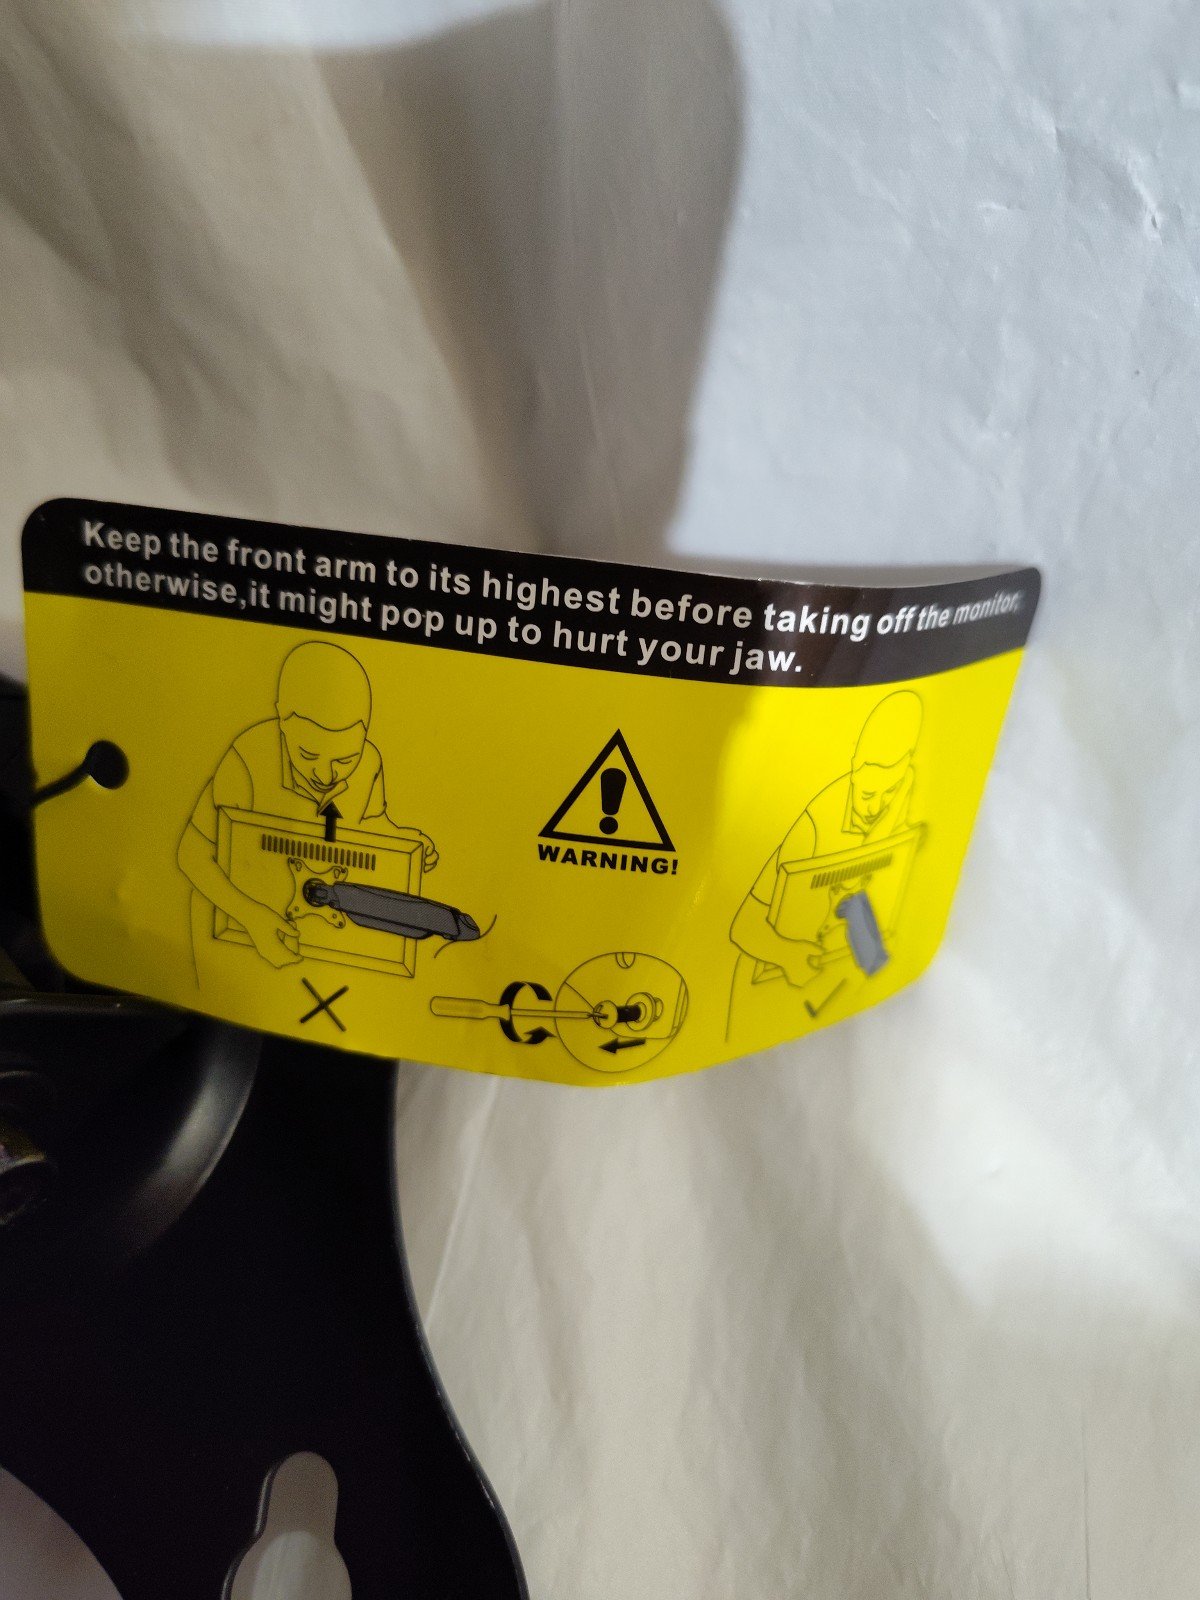 Keep the front arm to its highest before taking off the monitor,
otherwise,it might pop up to hurt your jaw.
WARNING!